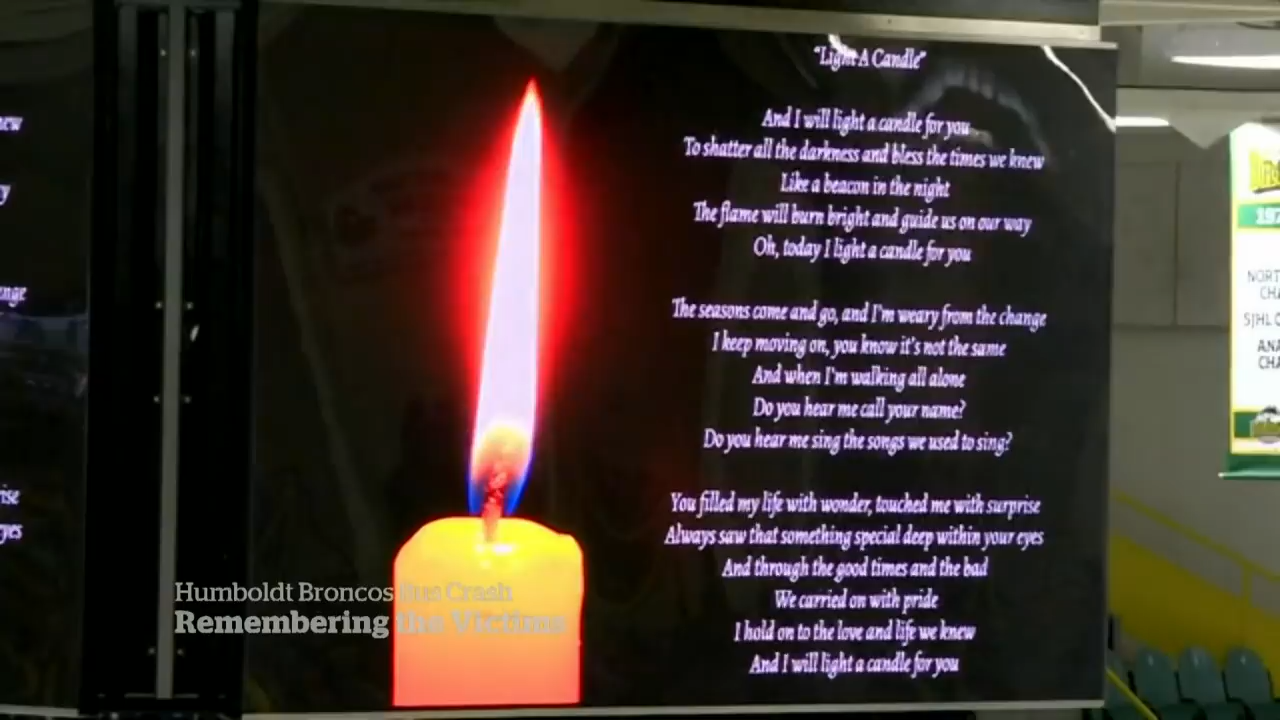 "Light A Candle"
And I will light a candle for you
To shatter all the darkness and bless the times we knew
Like a beacon in the night
The flame will burn bright and guide us on our way
Oh, today I light a candle for you
The seasons come and go, and I'm weary from the change
I keep moving on, you know it's not the same
And when I'm walking all alone
Do you hear me call your name?
Do you hear me sing the songs we used to sing?
You filled my life with wonder, touched me with surprise
Always saw that something special deep within your eyes
And through the good times and the bad
We carried on with pride
I hold on to the love and life we knew
And I will light a candle for you
Humboldt Broncos Bus Crash
Remembering the Victims
SJHL